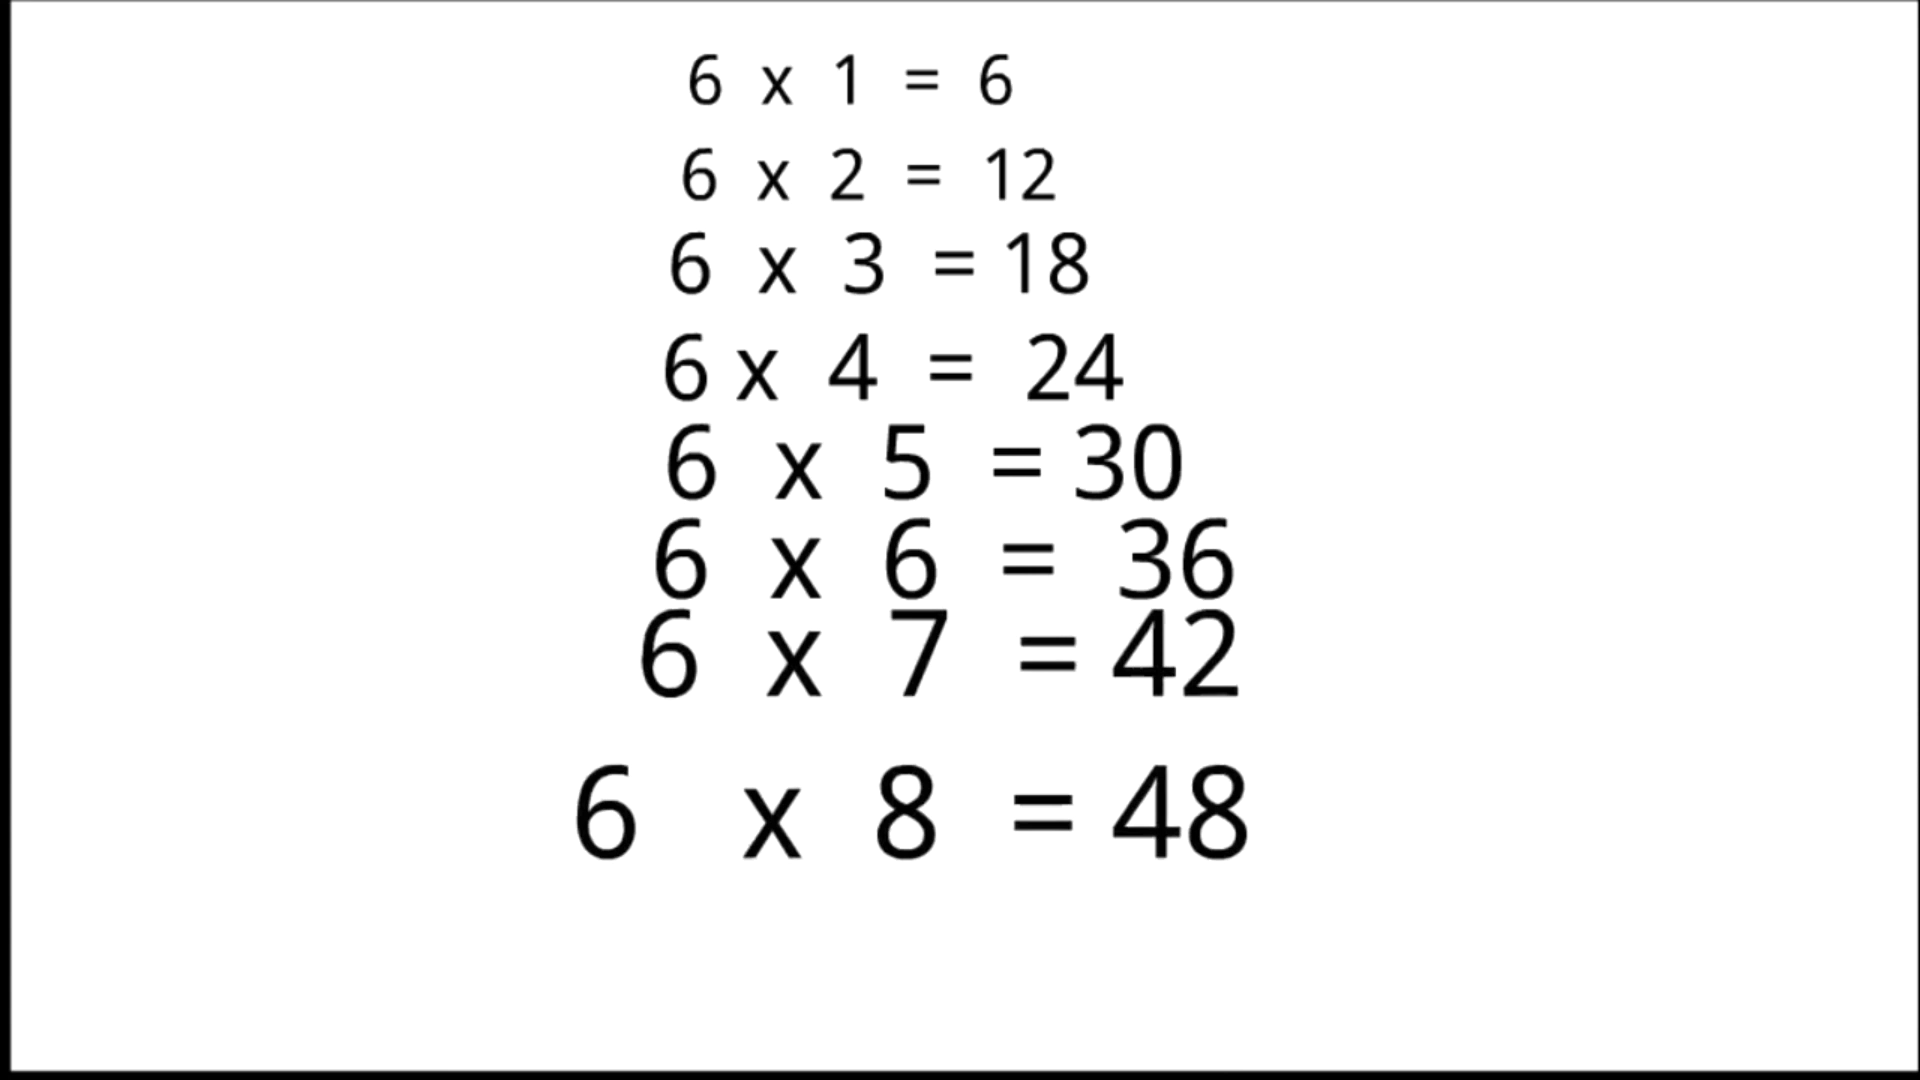 6 x 1 = 6
6 x 2 = 12
6 x 3 = 18
6 x 4 = 24
6 x 5 = 30
6 x 6 = 36
6 x 7 = 42
6 x 8 = 48